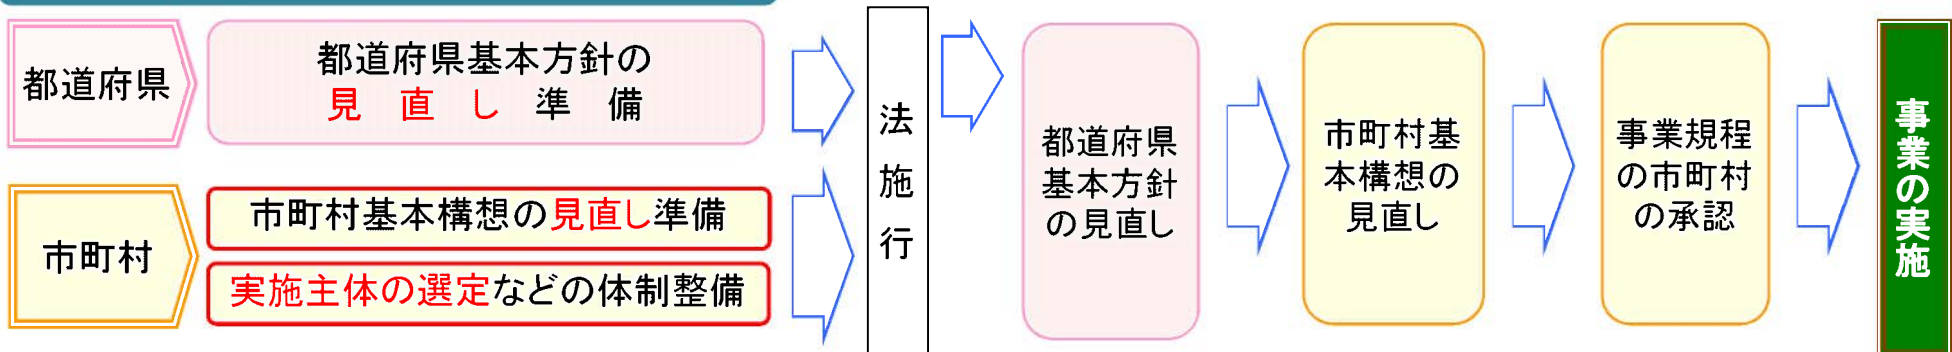 都道府県
都道府県基本方針の
見直し準備
市町村
市町村基本構想の見直し準備
実施主体の選定などの体制整備
法施行
都道府県
基本方針
の見直し
市町村基
本構想の
見直し
事業規程
の市町村
の承認
事業の実施